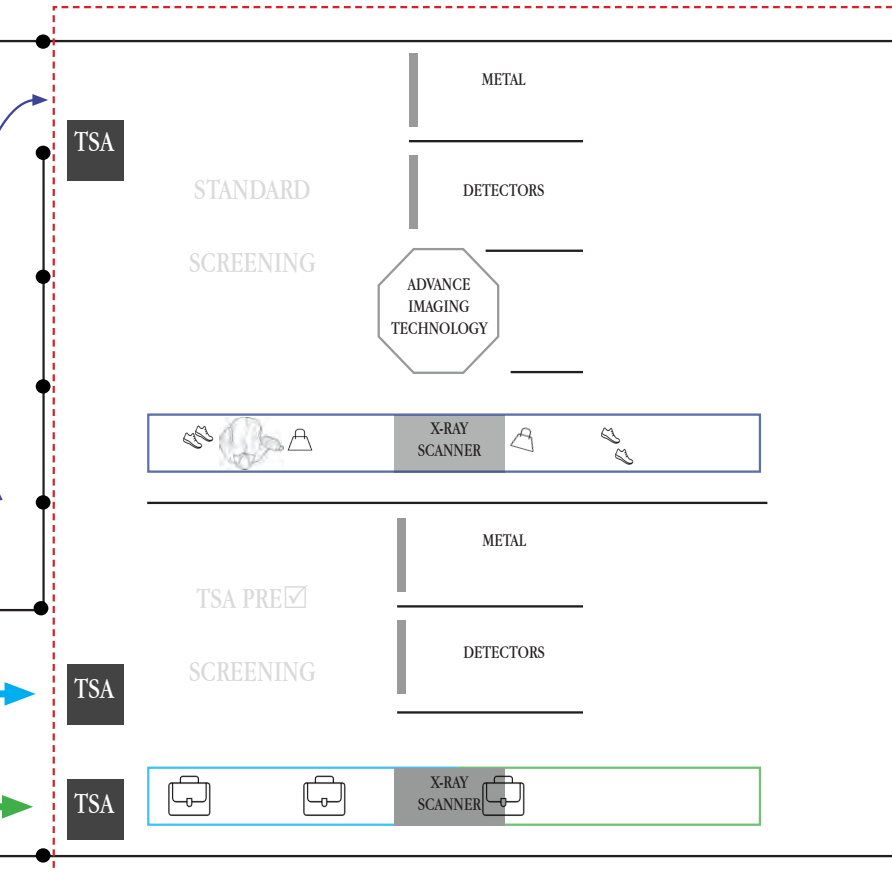 METAL
TSA
STANDARD
DETECTORS
SCREENING
ADVANCE
IMAGING
TECHNOLOGY
X-RAY
SCANNER
METAL
TSA PRE☑
DETECTORS
SCREENING
TSA
X-RAY
SCANNER
TSA